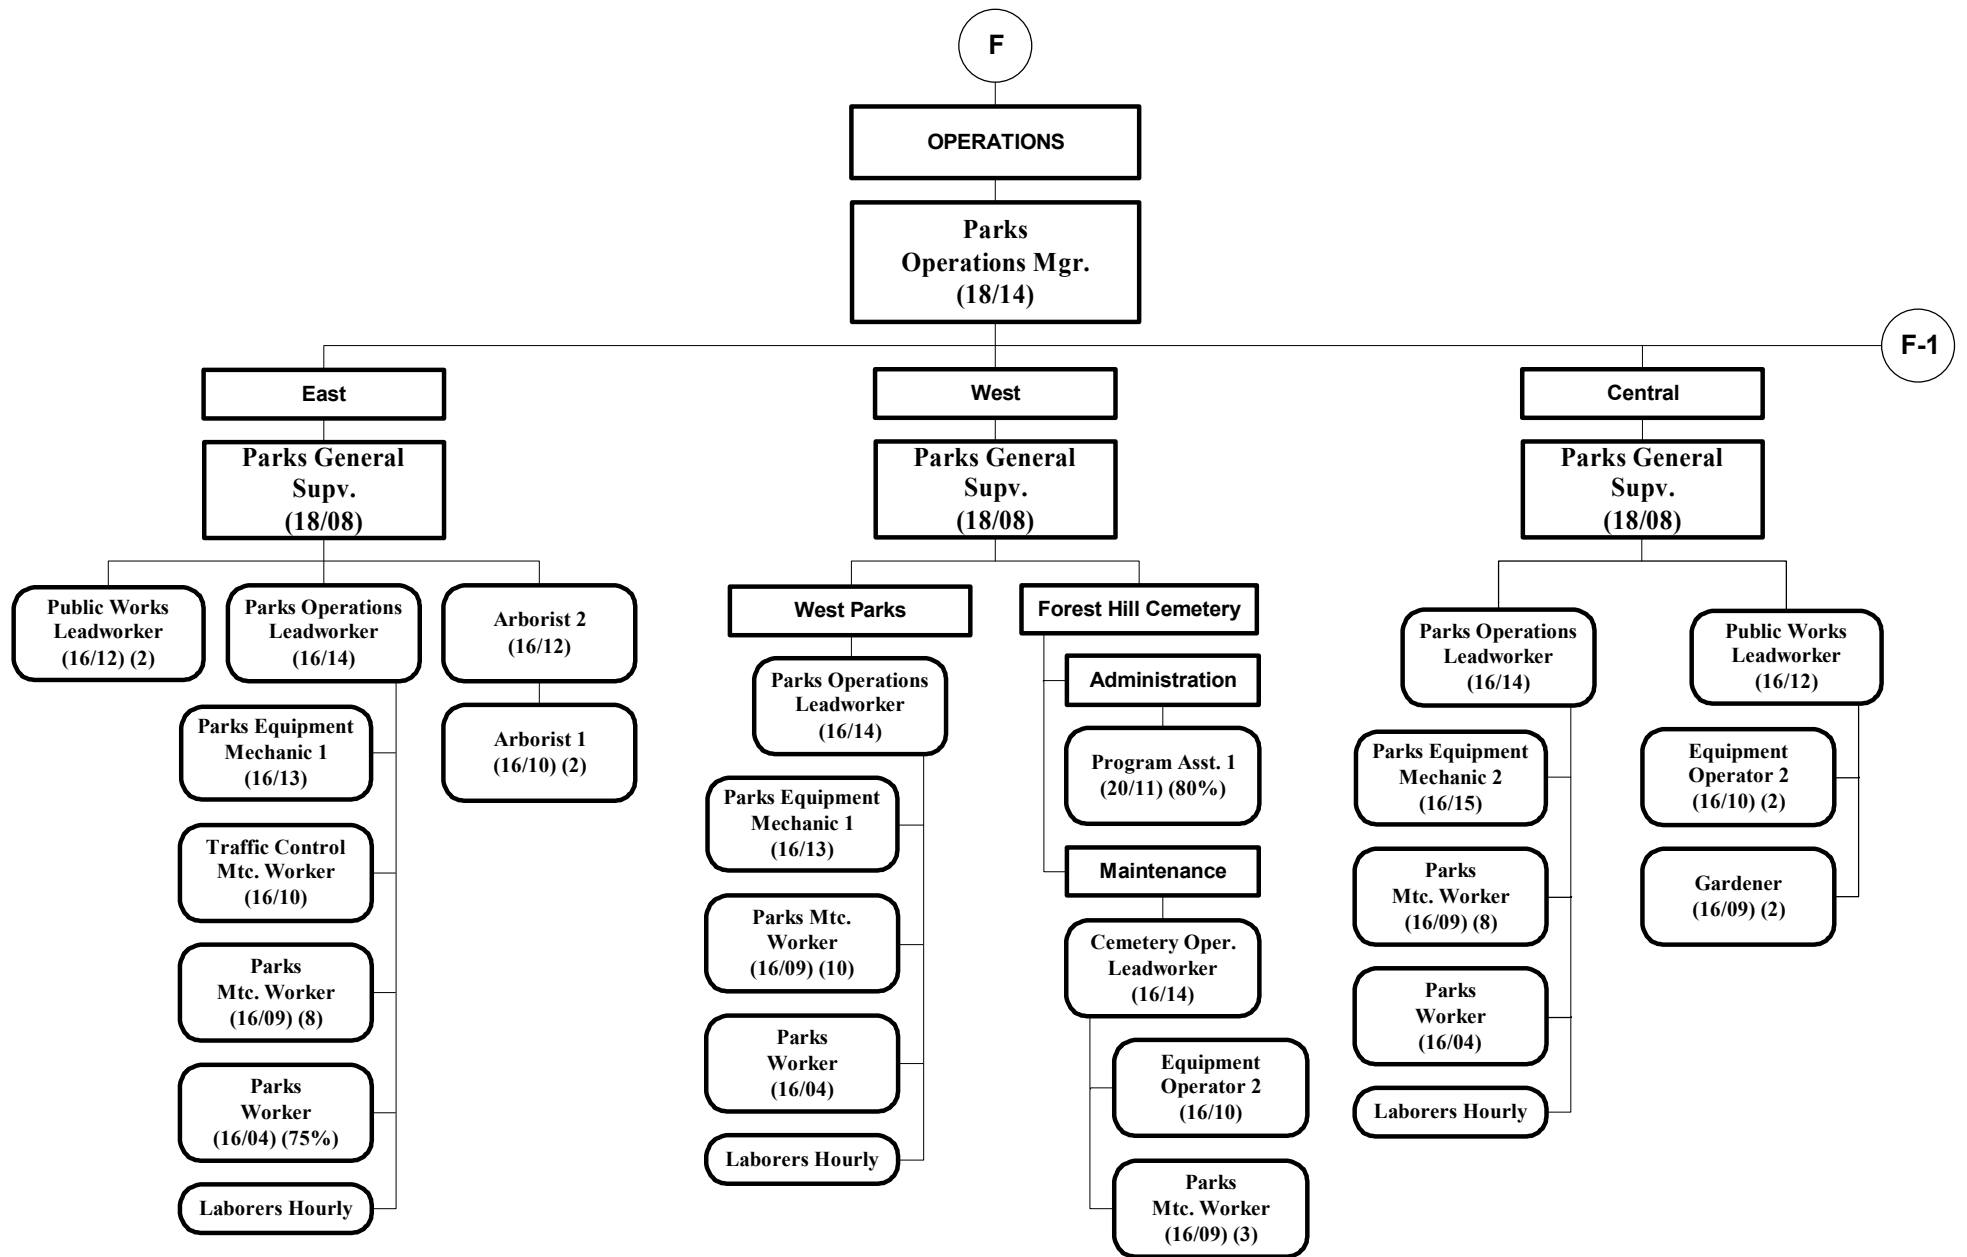 F
OPERATIONS
Parks
Operations Mgr.
(18/14)
F-1
East
Parks General
Supv.
(18/08)
Public Works
Leadworker
(16/12) (2)
Parks Operations
Leadworker
(16/14)
Parks Equipment
Mechanic 1
(16/13)
Traffic Control
Mtc. Worker
(16/10)
Parks
Mtc. Worker
(16/09) (8)
Parks
Worker
(16/04) (75%)
Laborers Hourly
Arborist 2
(16/12)
Arborist 1
(16/10) (2)
West
Parks General
Supv.
(18/08)
West Parks
Parks Operations
Leadworker
(16/14)
Parks Equipment
Mechanic 1
(16/13)
Parks Mtc.
Worker
(16/09) (10)
Parks
Worker
(16/04)
Laborers Hourly
Forest Hill Cemetery
Administration
Program Asst. 1
(20/11) (80%)
Maintenance
Cemetery Oper.
Leadworker
(16/14)
Equipment
Operator 2
(16/10)
Parks
Mtc. Worker
(16/09) (3)
Central
Parks General
Supv.
(18/08)
Parks Operations
Leadworker
(16/14)
Parks Equipment
Mechanic 2
(16/15)
Parks
Mtc. Worker
(16/09) (8)
Parks
Worker
(16/04)
Laborers Hourly
Public Works
Leadworker
(16/12)
Equipment
Operator 2
(16/10) (2)
Gardener
(16/09) (2)